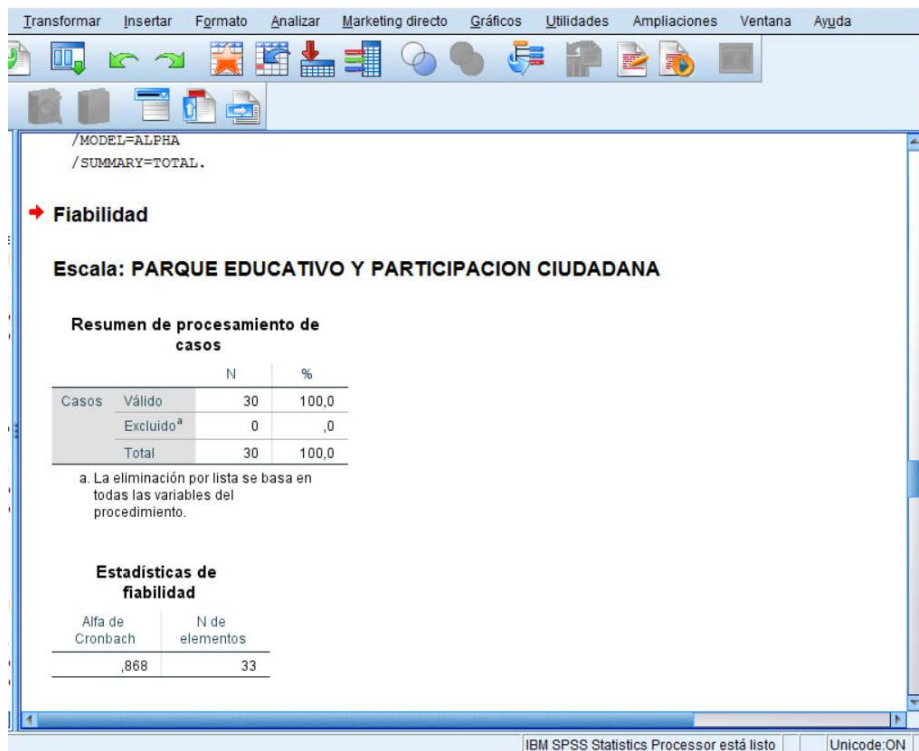 Transformar Insertar Formato Analizar Marketing directo Gráficos Utilidades Ampliaciones Ventana Ayuda
/MODEL=ALPHA
/SUMMARY=TOTAL.
Fiabilidad
Escala: PARQUE EDUCATIVO Y PARTICIPACION CIUDADANA
Resumen de procesamiento de
casos
N %
Casos Válido 30 100,0
Excluidoa 0 ,0
Total 30 100,0
a. La eliminación por lista se basa en
todas las variables del
procedimiento.
Estadísticas de
fiabilidad
Alfa de N de
Cronbach elementos
,868 33
IBM SPSS Statistics Processor está listo Unicode:ON